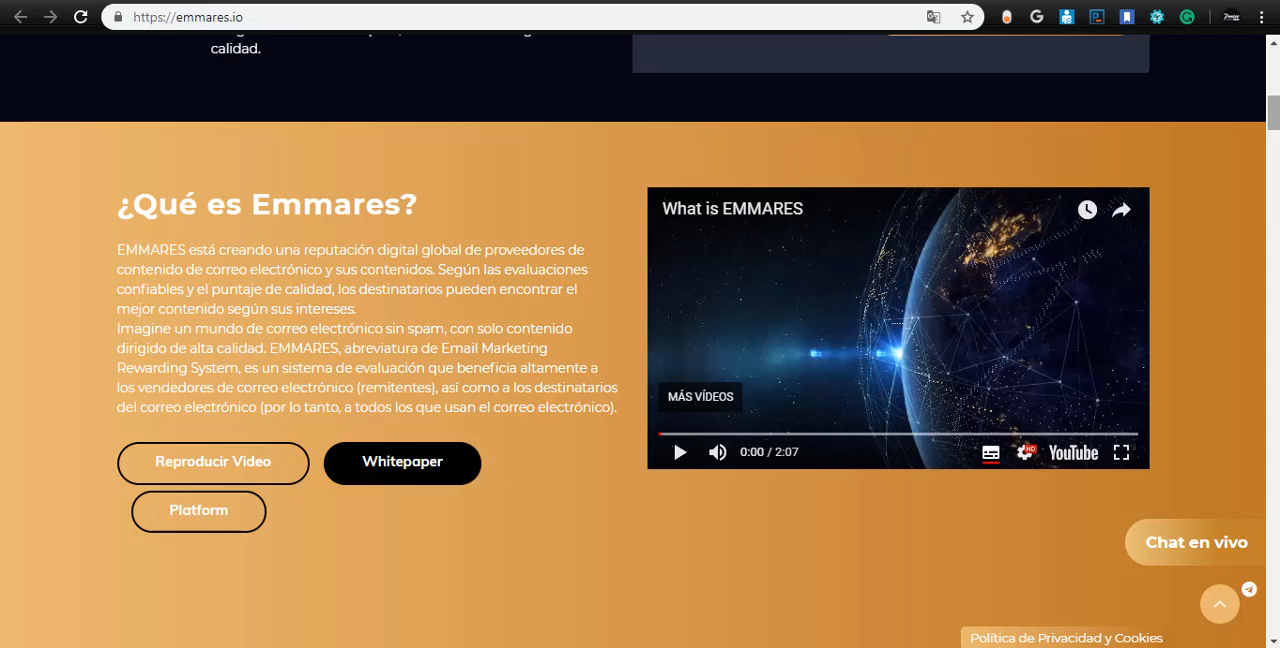 https://emmares.io
calidad.
¿Qué es Emmares?
EMMARES está creando una reputación digital global de proveedores de
contenido de correo electrónico y sus contenidos. Según las evaluaciones
confiables y el puntaje de calidad, los destinatarios pueden encontrar el
mejor contenido según sus intereses.
Imagine un mundo de correo electrónico sin spam, con solo contenido
dirigido de alta calidad. EMMARES, abreviatura de Email Marketing
Rewarding System, es un sistema de evaluación que beneficia altamente a
los vendedores de correo electrónico (remitentes), así como a los destinatarios
del correo electrónico (por lo tanto, a todos los que usan el correo electrónico).
Reproducir Video
Whitepaper
Platform
What is EMMARES
MÁS VÍDEOS
0:00 / 2:07
HD
YouTube
Chat en vivo
Política de Privacidad y Cookies